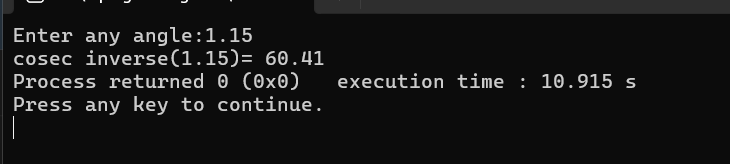 Enter any angle:1.15
cosec inverse(1.15)= 60.41
Process returned 0 (0x0)   execution time : 10.915 s
Press any key to continue.